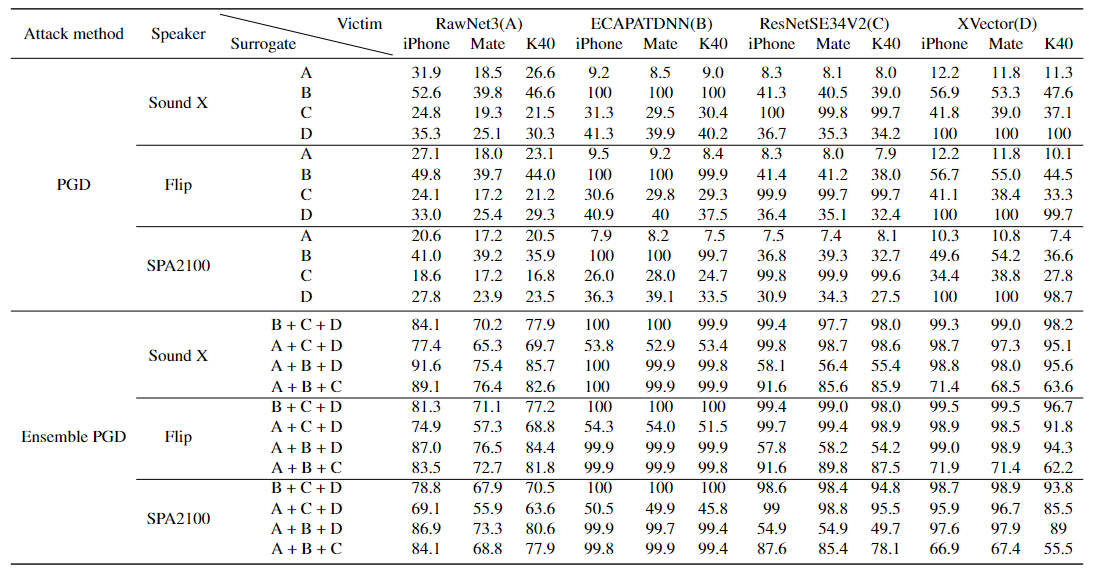 Attack method Speaker Victim Surrogate RawNet3(A) ECAPATDNN(B) ResNetSE34V2(C) XVector(D)
iPhone Mate K40 iPhone Mate K40 iPhone Mate K40 iPhone Mate K40
PGD
Sound X
A 31.9 18.5 26.6 9.2 8.5 9.0 8.3 8.1 8.0 12.2 11.8 11.3
B 52.6 39.8 46.6 100 100 100 41.3 40.5 39.0 56.9 53.3 47.6
C 24.8 19.3 21.5 31.3 29.5 30.4 100 99.8 99.7 41.8 39.0 37.1
D 35.3 25.1 30.3 41.3 39.9 40.2 36.7 35.3 34.2 100 100 100
Flip
A 27.1 18.0 23.1 9.5 9.2 8.4 8.3 8.0 7.9 12.2 11.8 10.1
B 49.8 39.7 44.0 100 100 99.9 41.4 41.2 38.0 56.7 55.0 44.5
C 24.1 17.2 21.2 30.6 29.8 29.3 99.9 99.7 99.7 41.1 38.4 33.3
D 33.0 25.4 29.3 40.9 40 37.5 36.4 35.1 32.4 100 100 99.7
SPA2100
A 20.6 17.2 20.5 7.9 8.2 7.5 7.5 7.4 8.1 10.3 10.8 7.4
B 41.0 39.2 35.9 100 100 99.7 36.8 39.3 32.7 49.6 54.2 36.6
C 18.6 17.2 16.8 26.0 28.0 24.7 99.8 99.9 99.6 34.4 38.8 27.8
D 27.8 23.9 23.5 36.3 39.1 33.5 30.9 34.3 27.5 100 100 98.7
Ensemble PGD
Sound X
B + C + D 84.1 70.2 77.9 100 100 99.9 99.4 97.7 98.0 99.3 99.0 98.2
A + C + D 77.4 65.3 69.7 53.8 52.9 53.4 99.8 98.7 98.6 98.7 97.3 95.1
A + B + D 91.6 75.4 85.7 100 99.9 99.8 58.1 56.4 55.4 98.8 98.0 95.6
A + B + C 89.1 76.4 82.6 100 99.9 99.9 91.6 85.6 85.9 71.4 68.5 63.6
Flip
B + C + D 81.3 71.1 77.2 100 100 100 99.4 99.0 98.0 99.5 99.5 96.7
A + C + D 74.9 57.3 68.8 54.3 54.0 51.5 99.7 99.4 98.9 98.9 98.5 91.8
A + B + D 87.0 76.5 84.4 99.9 99.9 99.9 57.8 58.2 54.2 99.0 98.9 94.3
A + B + C 83.5 72.7 81.8 99.9 99.9 99.8 91.6 89.8 87.5 71.9 71.4 62.2
SPA2100
B + C + D 78.8 67.9 70.5 100 100 100 98.6 98.4 94.8 98.7 98.9 93.8
A + C + D 69.1 55.9 63.6 50.5 49.9 45.8 99 98.8 95.5 95.9 96.7 85.5
A + B + D 86.9 73.3 80.6 99.9 99.7 99.4 54.9 54.9 49.7 97.6 97.9 89
A + B + C 84.1 68.8 77.9 99.8 99.9 99.4 87.6 85.4 78.1 66.9 67.4 55.5